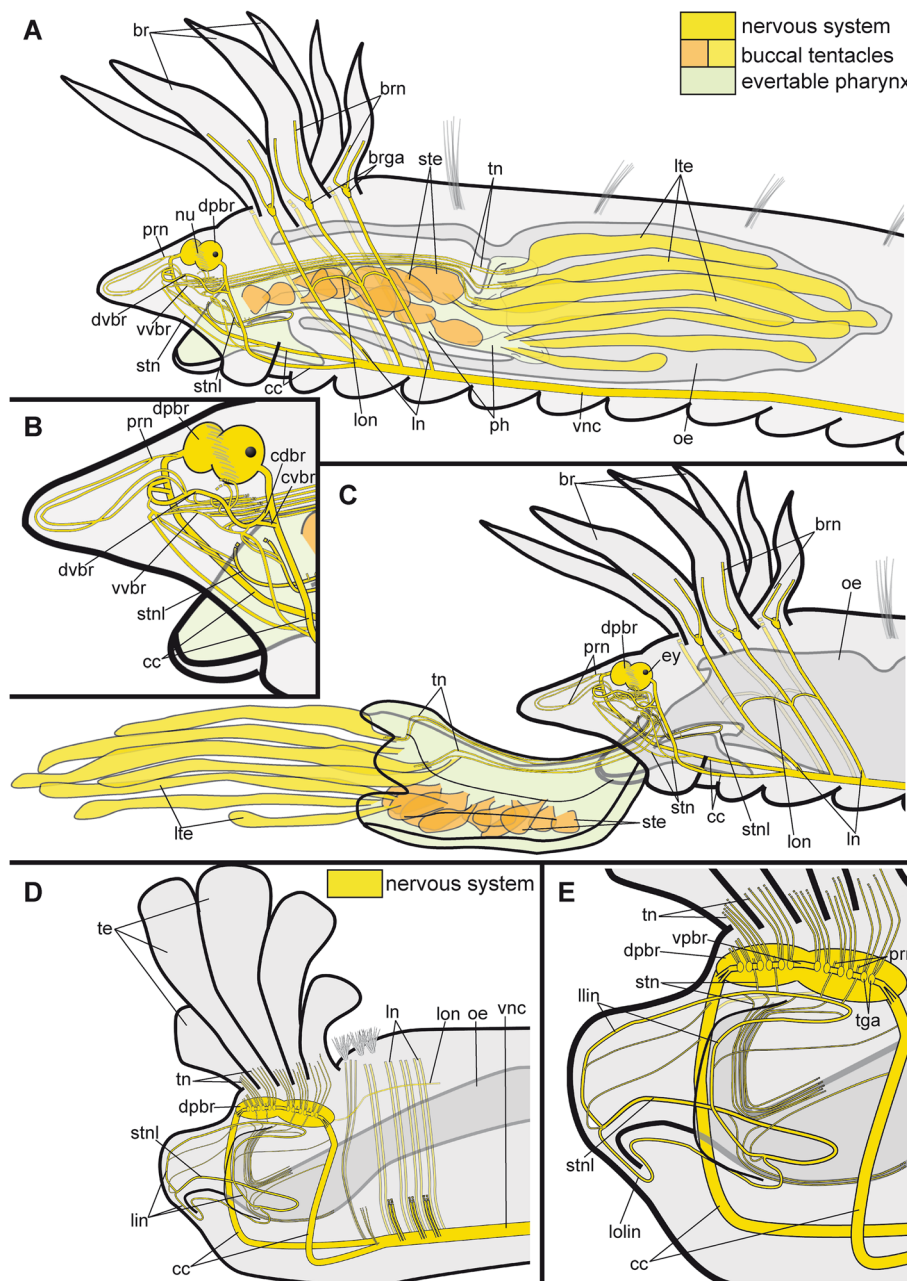 A
nervous system
buccal tentacles
evertable pharynx
br
brn
brga
ste
tn
lte
nu
dpbr
prn
dvbr
vvbr
stn
stnl
cc
lon
ln
ph
vnc
oe
B
dpbr
prn
cdbr
cvbr
dvbr
vvbr
stnl
cc
C
br
brn
oe
dpbr
ey
prn
tn
lte
ste
stn
cc
stnl
lon
ln
D
nervous system
te
ln
lon
oe
vnc
tn
dpbr
stnl
lin
cc
E
tn
vpbr
dpbr
prn
stn
llin
tga
stnl
lolin
cc